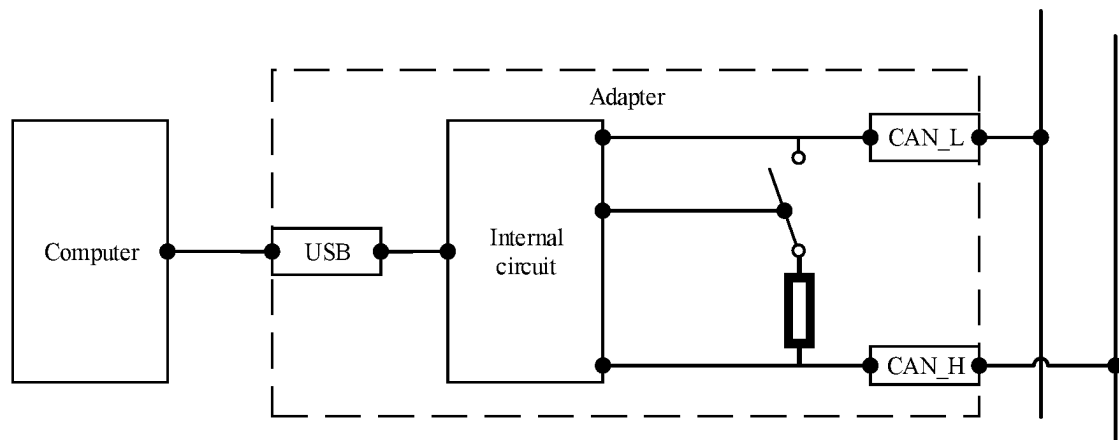 Adapter
CAN_L
Computer
USB
Internal
circuit
CAN_H